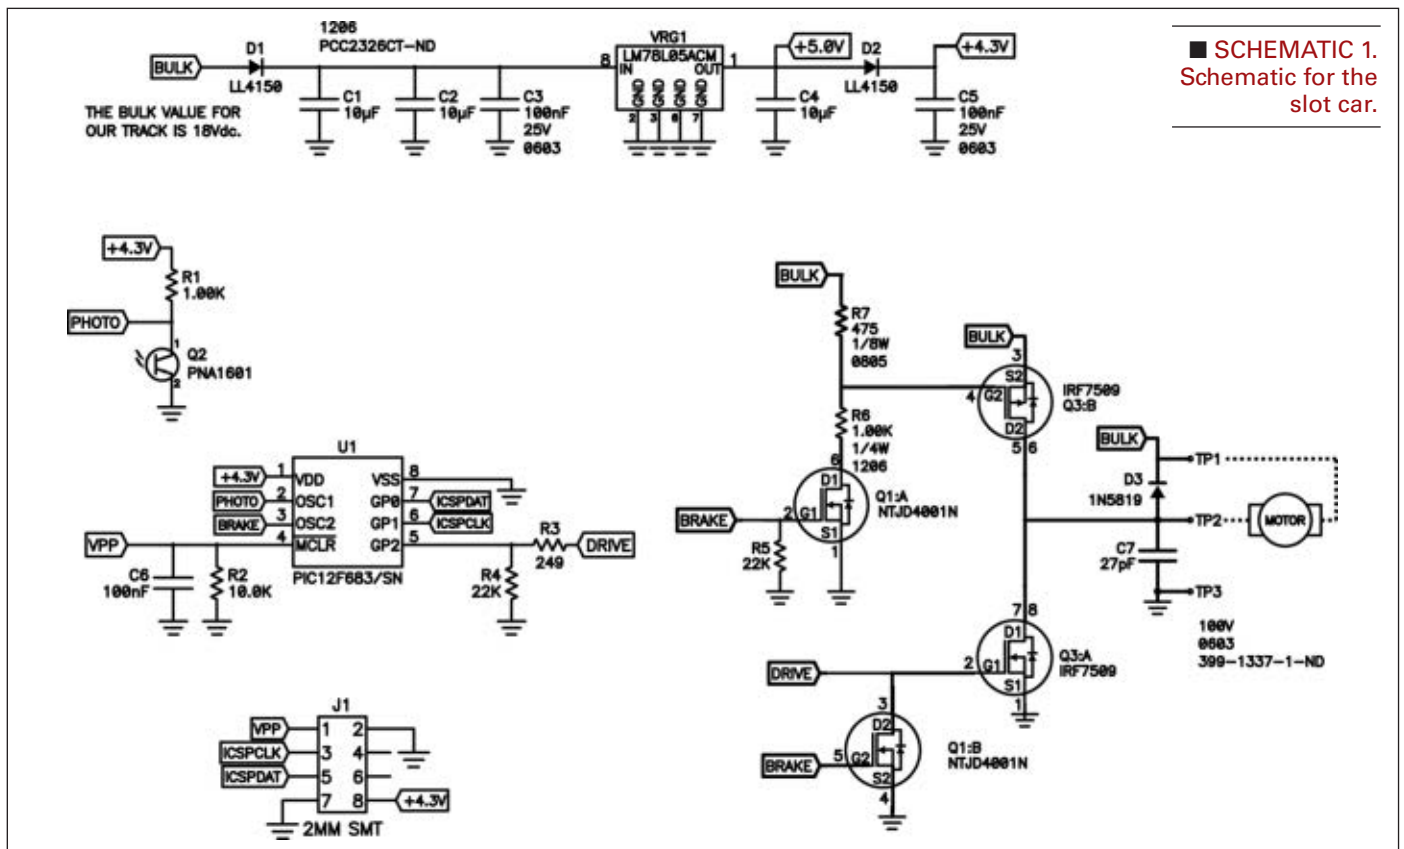 ■ SCHEMATIC 1.
Schematic for the
slot car.
1206
PCC2326CT-ND
BULK
D1
LL4150
THE BULK VALUE FOR
OUR TRACK IS 18Vdc.
C1
10µF
C2
10µF
C3
100nF
25V
0603
VRG1
LM78L05ACM
8
IN
OUT
1
GND
GND
GND
GND
2
3
6
7
+5.0V
C4
10µF
D2
LL4150
+4.3V
C5
100nF
25V
0603
+4.3V
R1
1.00K
PHOTO
1
Q2
PNA1601
2
U1
+4.3V
1
VDD
VSS
8
PHOTO
2
OSC1
GP0
7
ICSPDAT
BRAKE
3
OSC2
GP1
6
ICSPCLK
VPP
4
MCLR
GP2
5
PIC12F683/SN
C6
100nF
R2
10.0K
R3
249
DRIVE
R4
22K
J1
VPP
1
2
ICSPCLK
3
4
ICSPDAT
5
6
7
8
+4.3V
2MM SMT
BULK
R7
475
1/8W
0805
R6
1.00K
1/4W
1206
6
D1
G1
S1
2
1
Q1:A
NTJD4001N
BRAKE
R5
22K
BULK
3
S2
4
G2
D2
5
6
IRF7509
Q3:B
BULK
TP1
D3
1N5819
TP2
MOTOR
C7
27pF
TP3
100V
0603
399-1337-1-ND
7
8
D1
2
G1
S1
1
Q3:A
IRF7509
DRIVE
3
D2
BRAKE
5
G2
S2
4
Q1:B
NTJD4001N